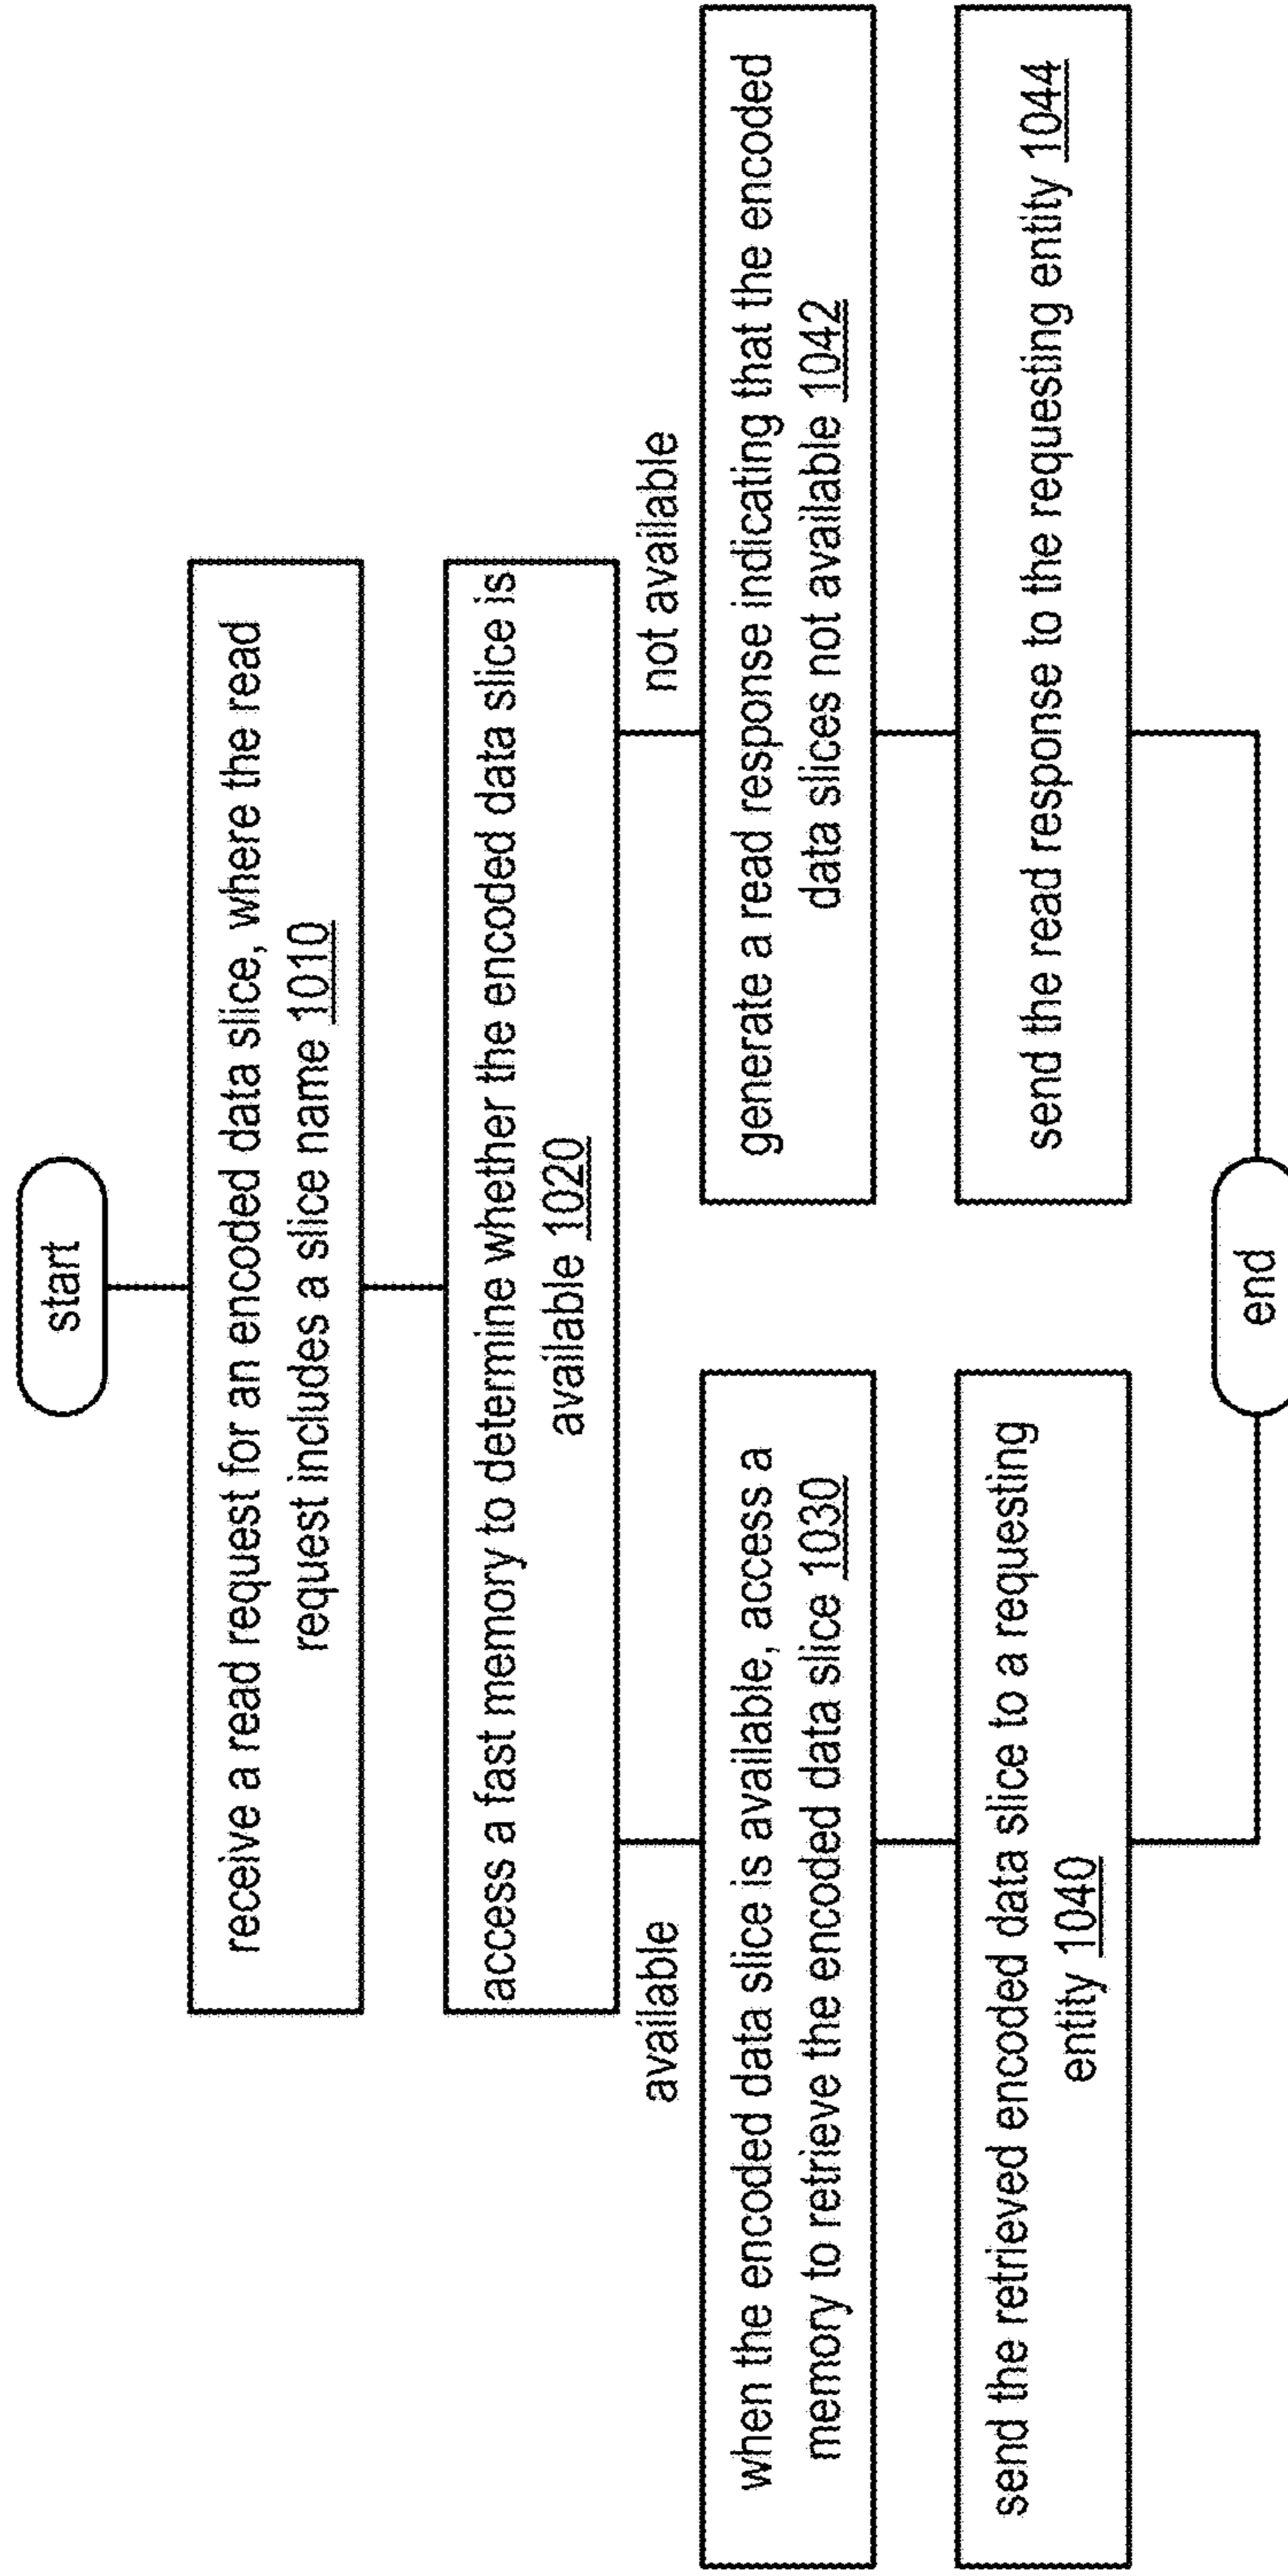 start
receive a read request for an encoded data slice, where the read
request includes a slice name 1010
access a fast memory to determine whether the encoded data slice is
available 1020
available
not available
when the encoded data slice is available, access a
memory to retrieve the encoded data slice 1030
generate a read response indicating that the encoded
data slices not available 1042
send the retrieved encoded data slice to a requesting
entity 1040
send the read response to the requesting entity 1044
end